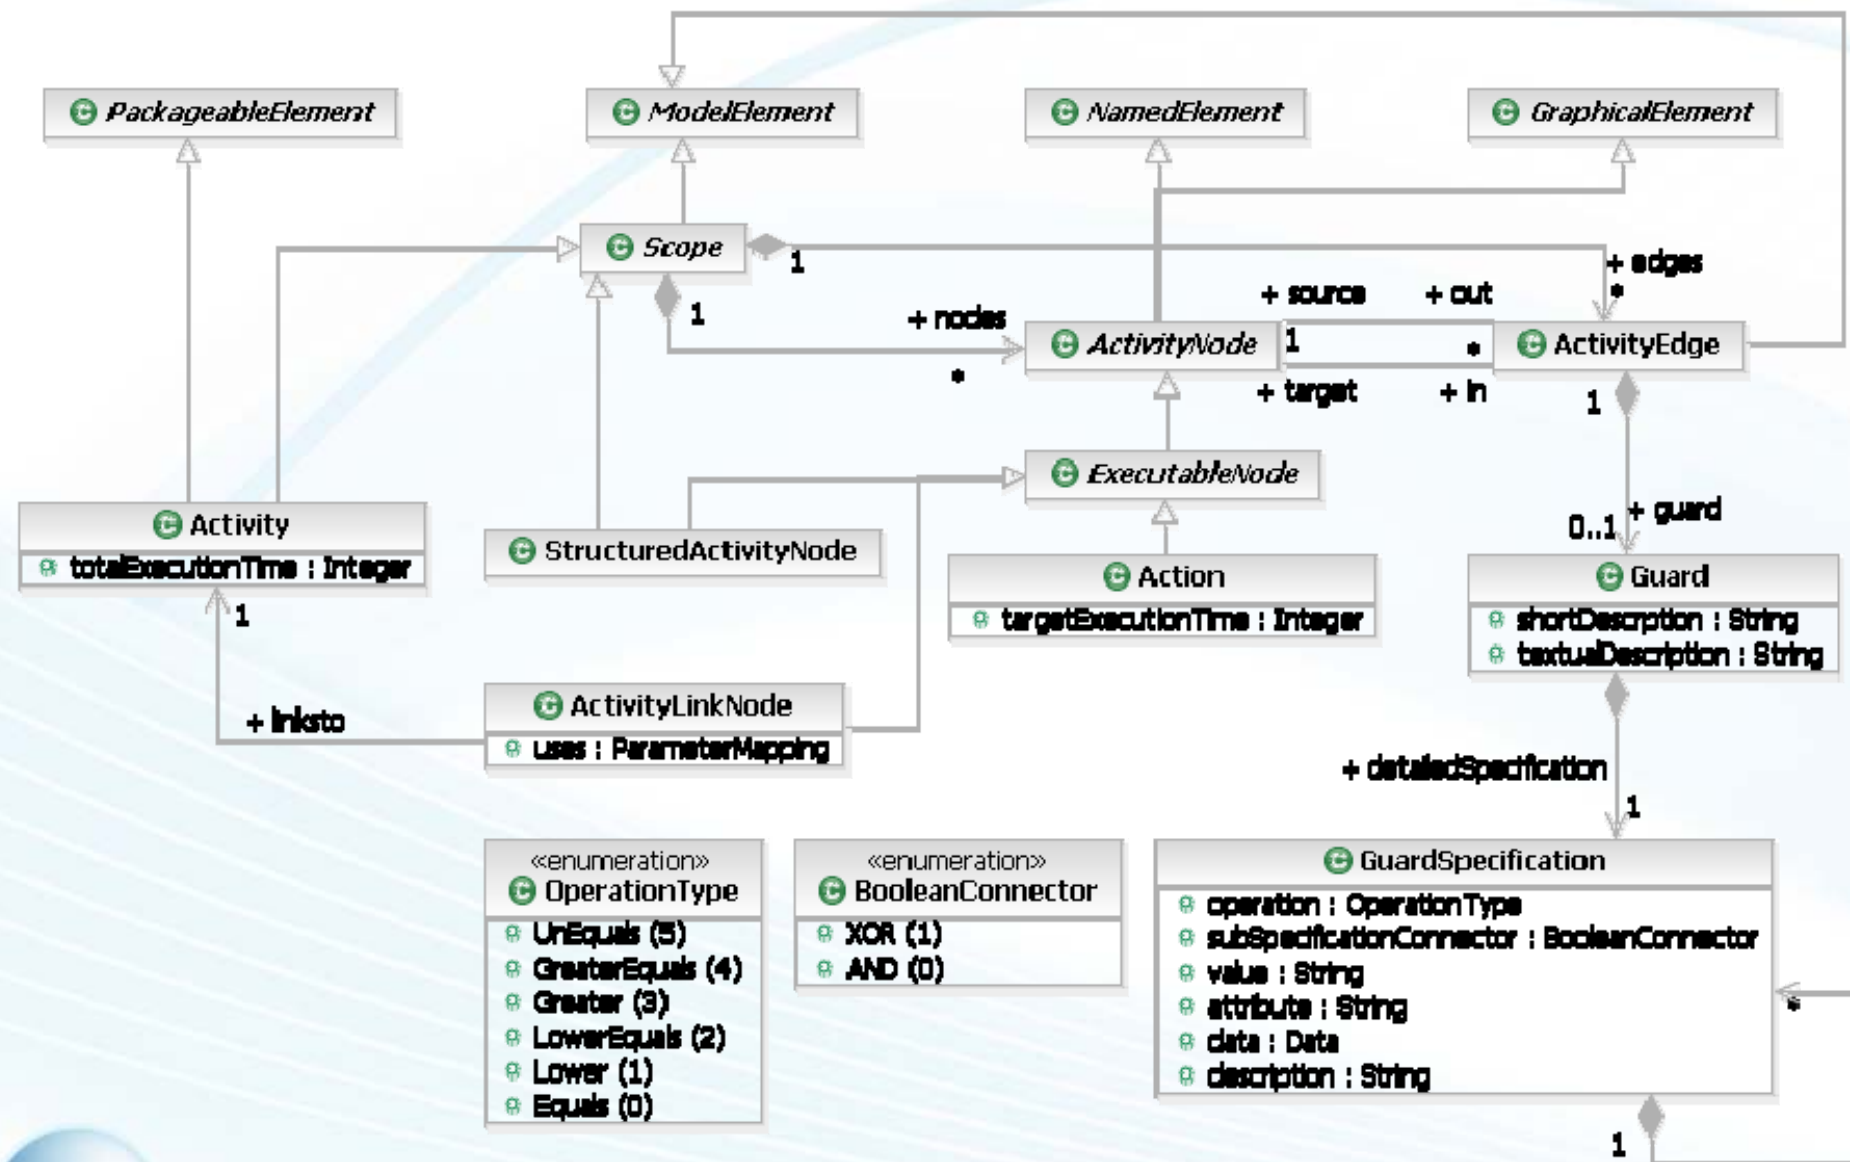 PackageableElement
ModelElement
NamedElement
GraphicalElement
Scope
1
+ edges
*
1
+ nodes
*
ActivityNode
+ source
+ out
1
*
+ target
+ in
ActivityEdge
1
ExecutableNode
+ guard
0..1
Activity
totalExecutionTime : Integer
1
StructuredActivityNode
Action
targetExecutionTime : Integer
Guard
shortDescrption : String
textualDescription : String
ActivityLinkNode
uses : ParameterMapping
+ linksto
+ detailedSpecification
1
«enumeration»
OperationType
UnEquals (5)
GreaterEquals (4)
Greater (3)
LowerEquals (2)
Lower (1)
Equals (0)
«enumeration»
BooleanConnector
XOR (1)
AND (0)
GuardSpecification
operation : OperationType
subSpecificationConnector : BooleanConnector
value : String
attribute : String
data : Data
description : String
*
1